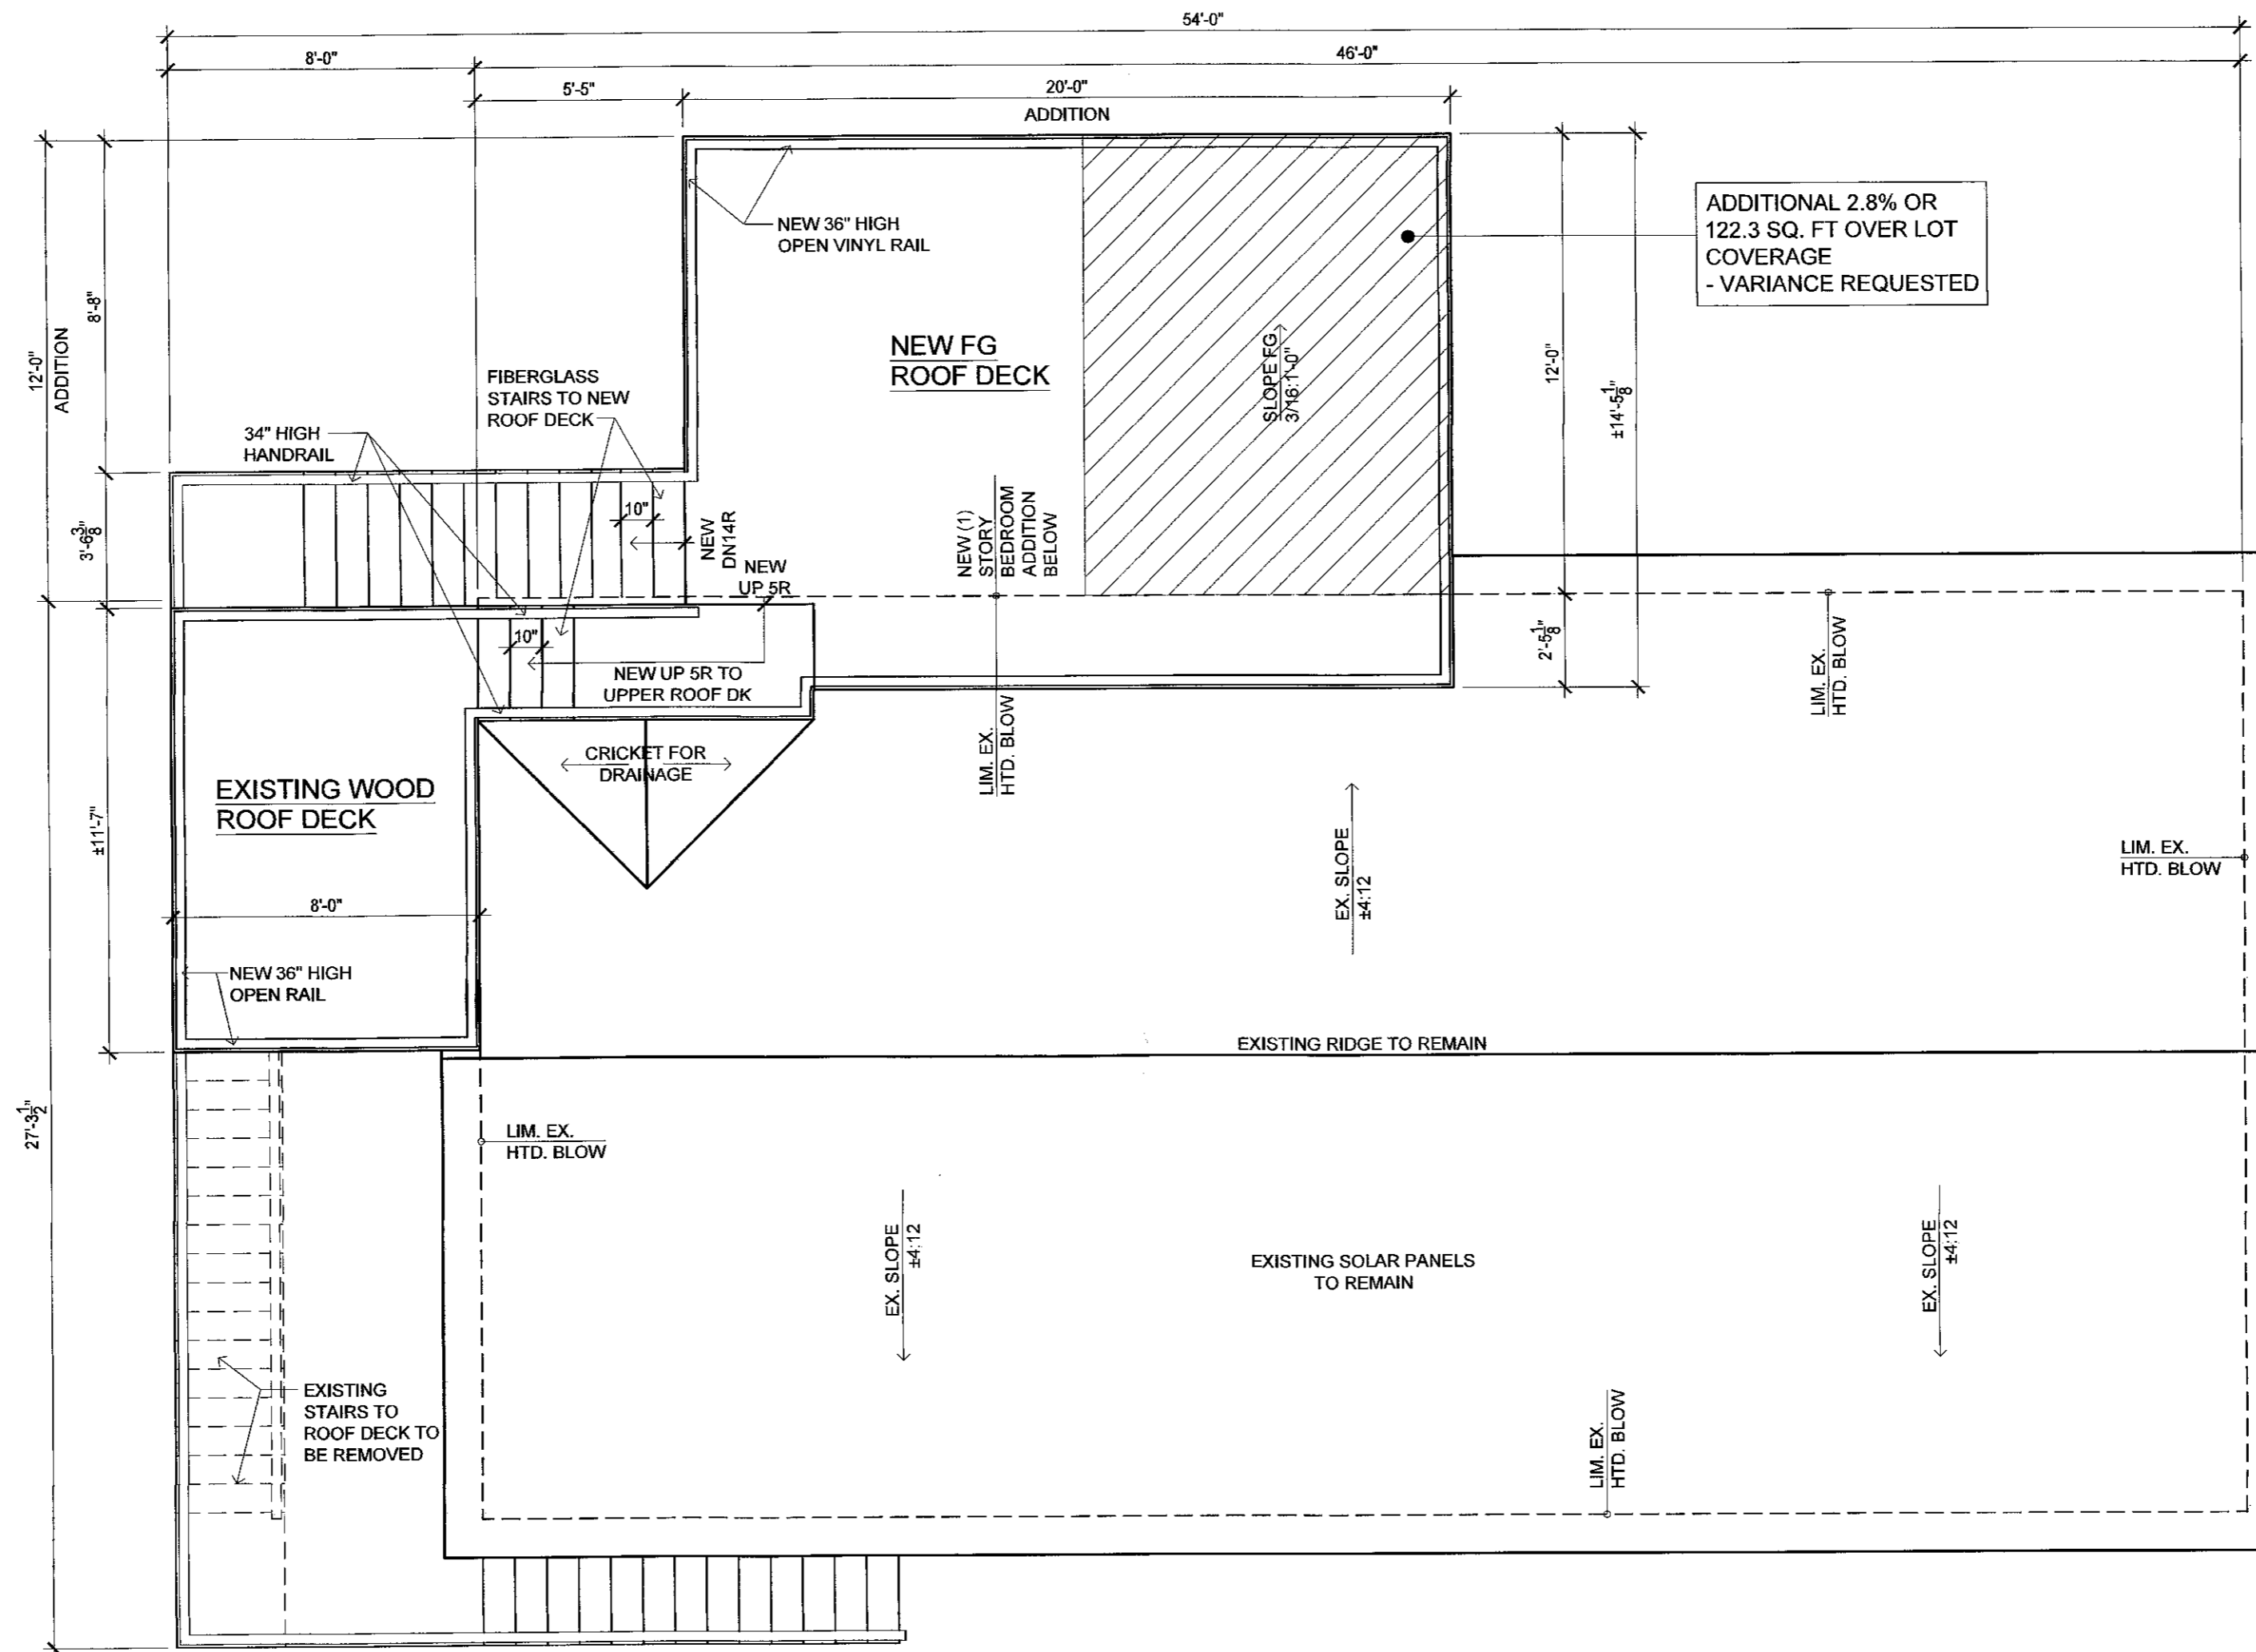 54'-0"
8'-0"
46'-0"
5'-5"
20'-0"
ADDITION
12'-0"
ADDITION
8'-8"
NEW 36" HIGH
OPEN VINYL RAIL
ADDITIONAL 2.8% OR
122.3 SQ. FT OVER LOT
COVERAGE
- VARIANCE REQUESTED
NEW FG
ROOF DECK
SLOPE FG
3/16:1'-0"
12'-0"
±14'-5 1/8"
FIBERGLASS
STAIRS TO NEW
ROOF DECK
34" HIGH
HANDRAIL
3'-6 3/8"
10"
NEW
DN14R
NEW
UP 5R
NEW (1)
STORY
BEDROOM
ADDITION
BELOW
10"
NEW UP 5R TO
UPPER ROOF DK
2'-5 1/8"
LIM. EX.
HTD. BLOW
LIM. EX.
HTD. BLOW
CRICKET FOR
DRAINAGE
EXISTING WOOD
ROOF DECK
±11'-7"
EX. SLOPE
±4:12
LIM. EX.
HTD. BLOW
8'-0"
NEW 36" HIGH
OPEN RAIL
EXISTING RIDGE TO REMAIN
27'-3 1/2"
LIM. EX.
HTD. BLOW
EX. SLOPE
±4:12
EXISTING SOLAR PANELS
TO REMAIN
EX. SLOPE
±4:12
EXISTING
STAIRS TO
ROOF DECK TO
BE REMOVED
LIM. EX.
HTD. BLOW